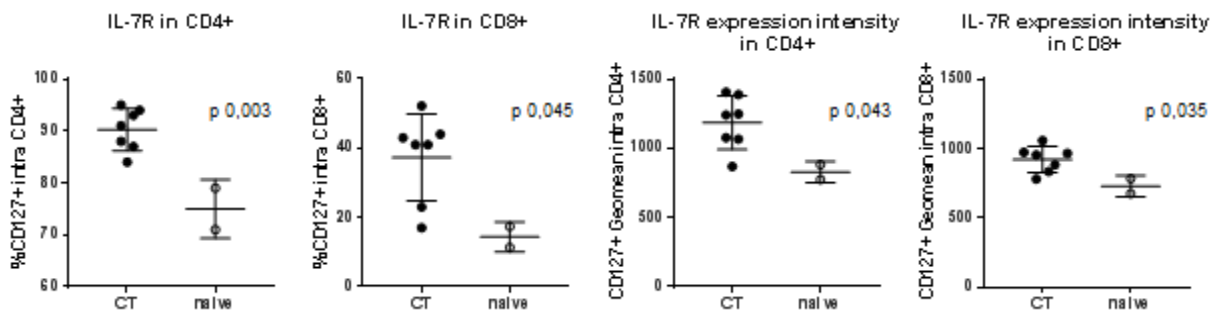 IL-7R in CD4+
%CD127+ intra CD4+
100
90
80
70
60
p 0,003
CT
naive
IL-7R in CD8+
%CD127+ intra CD8+
60
40
20
0
p 0,045
CT
naive
IL-7R expression intensity
in CD4+
CD127+ Geomean intra CD4+
1500
1000
500
0
p 0,043
CT
naive
IL-7R expression intensity
in CD8+
CD127+ Geomean intra CD8+
1500
1000
500
0
p 0,035
CT
naive